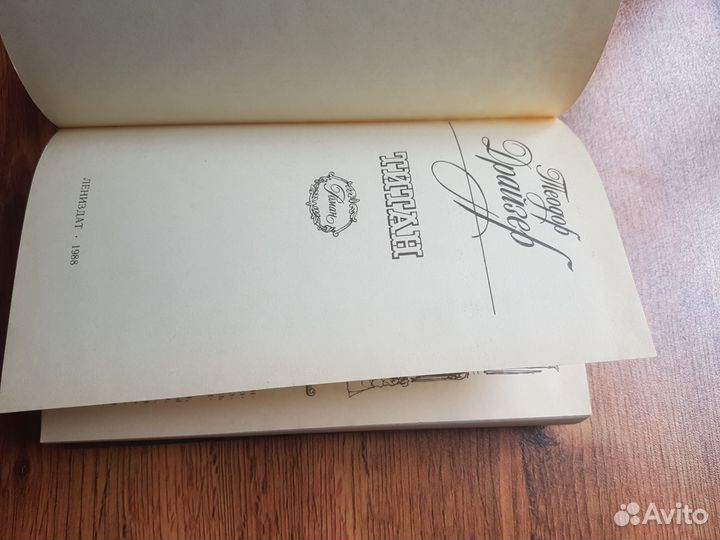 Теодор
Драйзер
ТИТАН
Роман
ЛЕНИЗДАТ · 1988
Avito